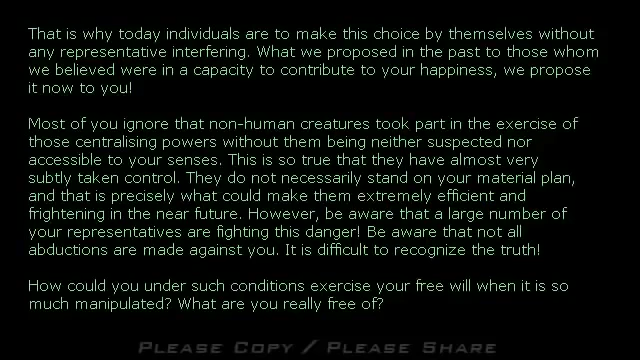 That is why today individuals are to make this choice by themselves without
any representative interfering. What we proposed in the past to those whom
we believed were in a capacity to contribute to your happiness, we propose
it now to you!
Most of you ignore that non-human creatures took part in the exercise of
those centralising powers without them being neither suspected nor
accessible to your senses. This is so true that they have almost very
subtly taken control. They do not necessarily stand on your material plan,
and that is precisely what could make them extremely efficient and
frightening in the near future. However, be aware that a large number of
your representatives are fighting this danger! Be aware that not all
abductions are made against you. It is difficult to recognize the truth!
How could you under such conditions exercise your free will when it is so
much manipulated? What are you really free of?
Please Copy / Please Share